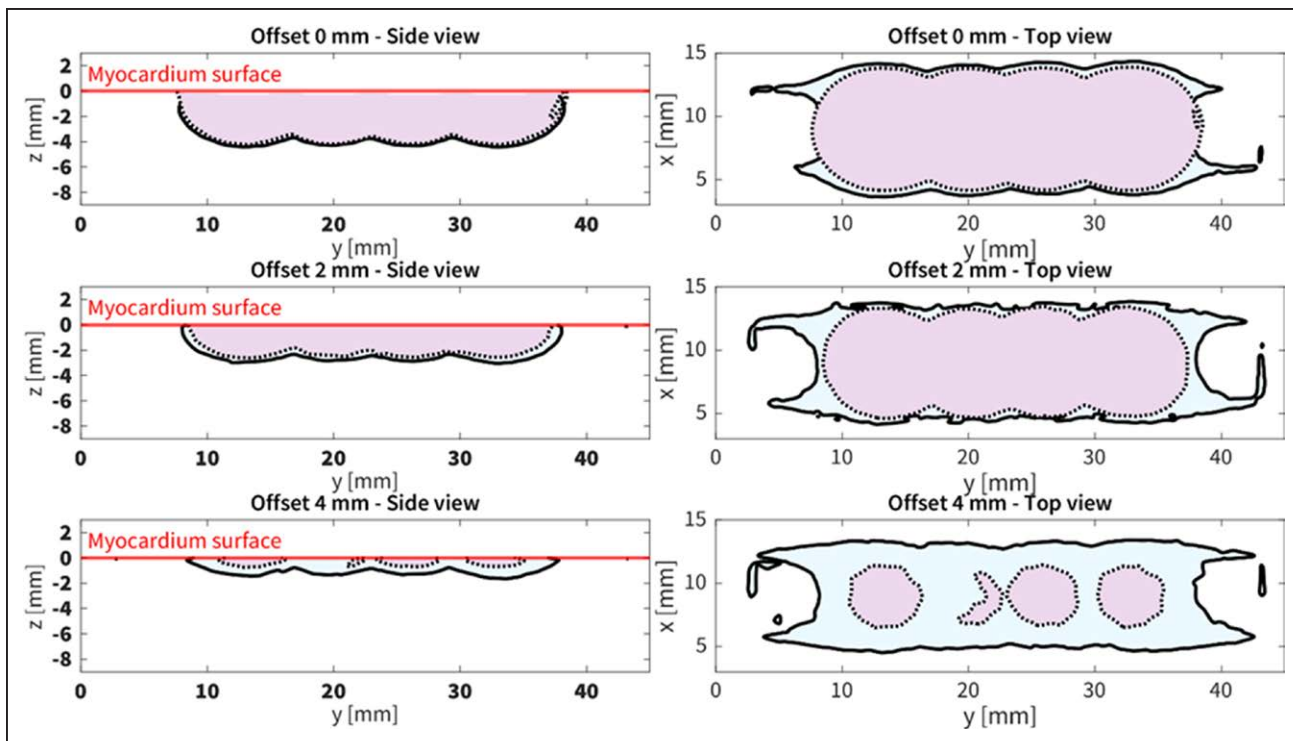 Offset 0 mm - Side view
2
Myocardium surface
0
-2
-4
-6
-8
z [mm]
0 10 20 30 40
y [mm]
Offset 0 mm - Top view
15
10
5
x [mm]
0 10 20 30 40
y [mm]
Offset 2 mm - Side view
2
Myocardium surface
0
-2
-4
-6
-8
z [mm]
0 10 20 30 40
y [mm]
Offset 2 mm - Top view
15
10
5
x [mm]
0 10 20 30 40
y [mm]
Offset 4 mm - Side view
2
Myocardium surface
0
-2
-4
-6
-8
z [mm]
0 10 20 30 40
y [mm]
Offset 4 mm - Top view
15
10
5
x [mm]
0 10 20 30 40
y [mm]